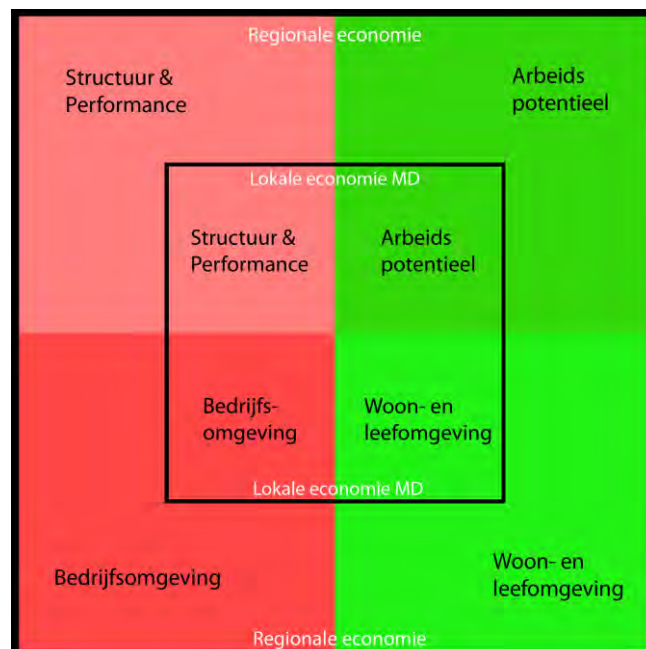 Regionale economie
Structuur &
Performance
Arbeids
potentieel
Lokale economie MD
Structuur &
Performance
Arbeids
potentieel
Bedrijfs-
omgeving
Woon- en
leefomgeving
Lokale economie MD
Bedrijfsomgeving
Woon- en
leefomgeving
Regionale economie